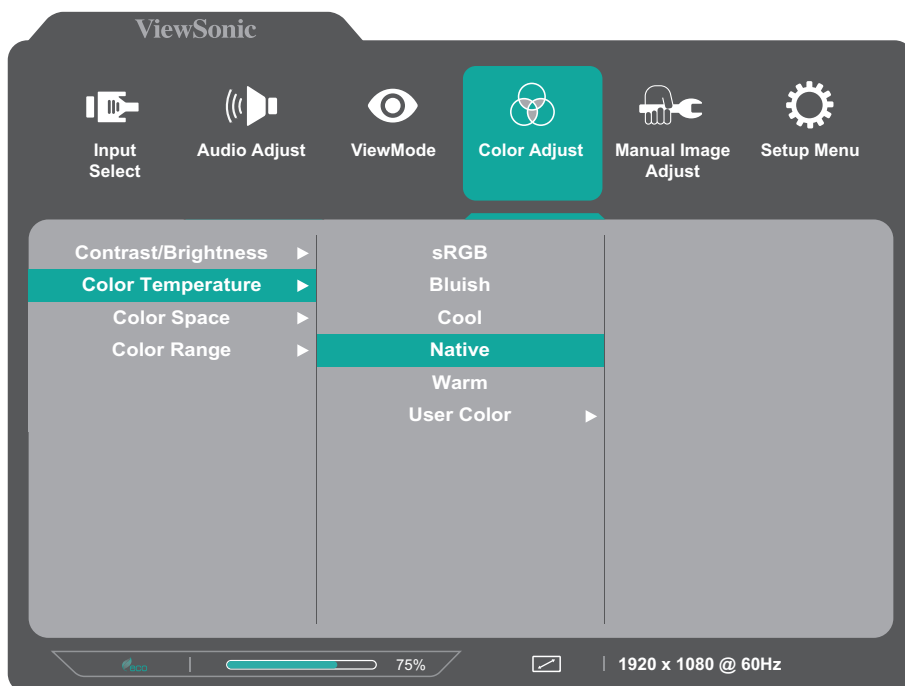 ViewSonic
Input
Select
Audio Adjust
ViewMode
Color Adjust
Manual Image
Adjust
Setup Menu
Contrast/Brightness
Color Temperature
Color Space
Color Range
sRGB
Bluish
Cool
Native
Warm
User Color
eco
75%
1920 x 1080 @ 60Hz